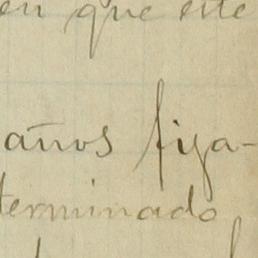 en que este
años fija-
terminado